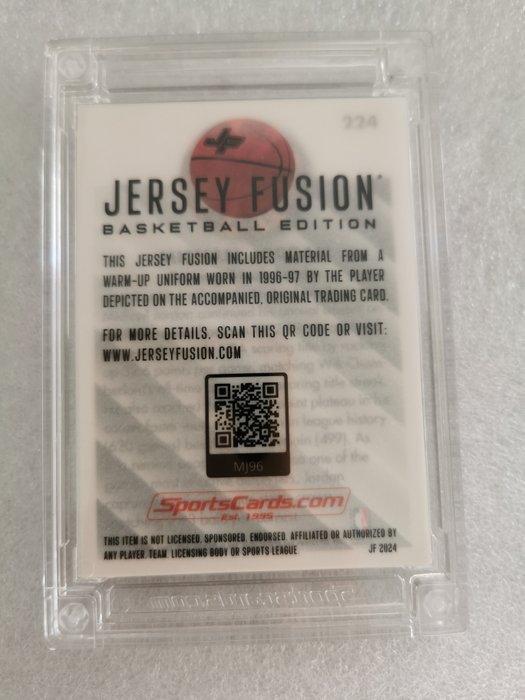 224
JERSEY FUSION
BASKETBALL EDITION
THIS JERSEY FUSION INCLUDES MATERIAL FROM A
WARM-UP UNIFORM WORN IN 1996-97 BY THE PLAYER
DEPICTED ON THE ACCOMPANIED, ORIGINAL TRADING CARD.
FOR MORE DETAILS, SCAN THIS QR CODE OR VISIT:
WWW.JERSEYFUSION.COM
MJ96
SportsCards.com
Est. 1995
THIS ITEM IS NOT LICENSED, SPONSORED, ENDORSED, AFFILIATED OR AUTHORIZED BY
ANY PLAYER, TEAM, LICENSING BODY OR SPORTS LEAGUE. JF 2024